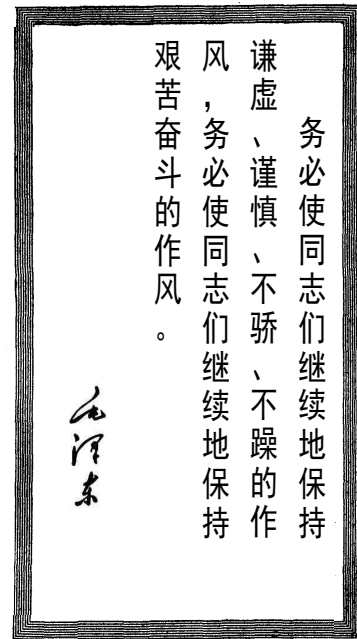 务必使同志们继续地保持
谦虚、谨慎、不骄、不躁的作
风,务必使同志们继续地保持
艰苦奋斗的作风。
毛泽东